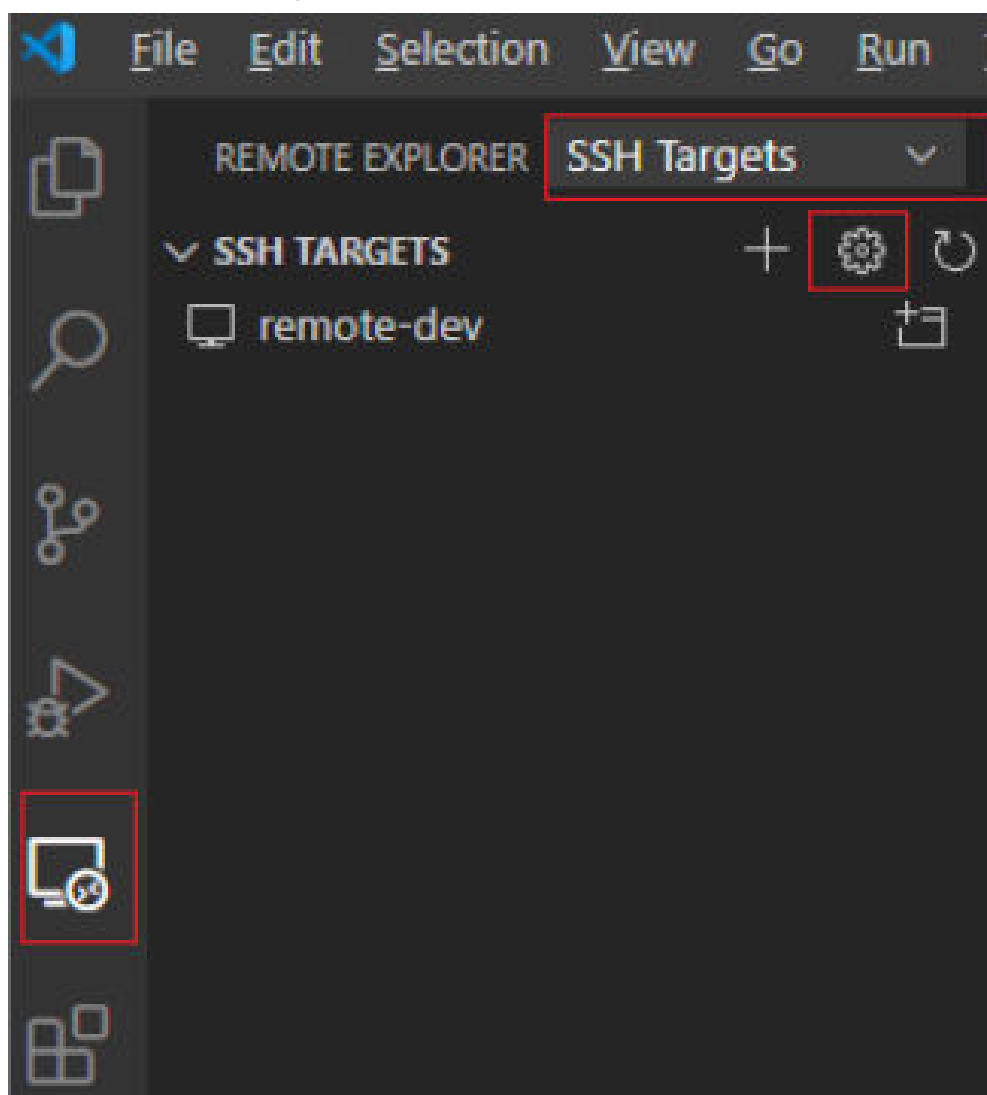 File Edit Selection View Go Run
REMOTE EXPLORER SSH Targets
SSH TARGETS
remote-dev